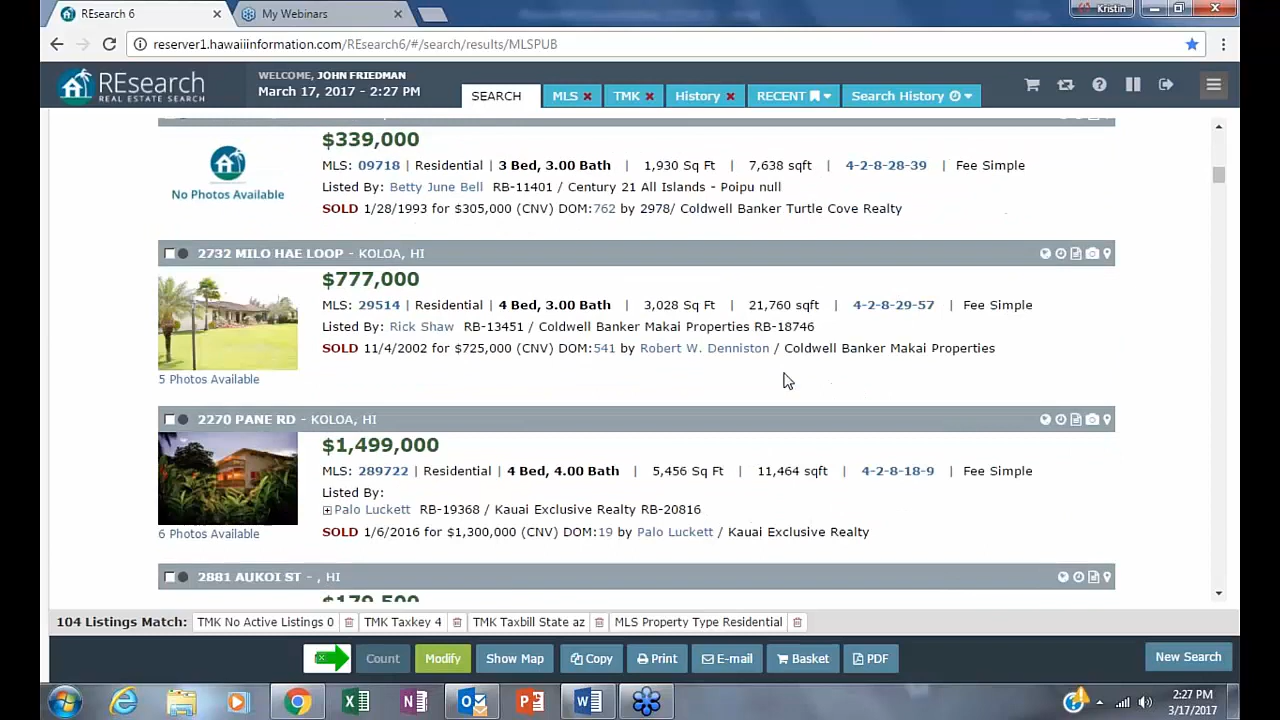 REsearch 6
My Webinars
Kristin
reserver1.hawaiiinformation.com/REsearch6/#/search/results/MLSPUB
REsearch
REAL ESTATE SEARCH
WELCOME, JOHN FRIEDMAN
March 17, 2017 - 2:27 PM
SEARCH
MLS
TMK
History
RECENT
Search History
$339,000
MLS: 09718 | Residential | 3 Bed, 3.00 Bath | 1,930 Sq Ft | 7,638 sqft | 4-2-8-28-39 | Fee Simple
No Photos Available
Listed By: Betty June Bell RB-11401 / Century 21 All Islands - Poipu null
SOLD 1/28/1993 for $305,000 (CNV) DOM:762 by 2978/ Coldwell Banker Turtle Cove Realty
2732 MILO HAE LOOP - KOLOA, HI
$777,000
MLS: 29514 | Residential | 4 Bed, 3.00 Bath | 3,028 Sq Ft | 21,760 sqft | 4-2-8-29-57 | Fee Simple
Listed By: Rick Shaw RB-13451 / Coldwell Banker Makai Properties RB-18746
SOLD 11/4/2002 for $725,000 (CNV) DOM:541 by Robert W. Denniston / Coldwell Banker Makai Properties
5 Photos Available
2270 PANE RD - KOLOA, HI
$1,499,000
MLS: 289722 | Residential | 4 Bed, 4.00 Bath | 5,456 Sq Ft | 11,464 sqft | 4-2-8-18-9 | Fee Simple
Listed By:
Palo Luckett RB-19368 / Kauai Exclusive Realty RB-20816
SOLD 1/6/2016 for $1,300,000 (CNV) DOM:19 by Palo Luckett / Kauai Exclusive Realty
6 Photos Available
2881 AUKOI ST - , HI
$179,500
104 Listings Match: TMK No Active Listings 0 TMK Taxkey 4 TMK Taxbill State az MLS Property Type Residential
Count
Modify
Show Map
Copy
Print
E-mail
Basket
PDF
New Search
2:27 PM
3/17/2017